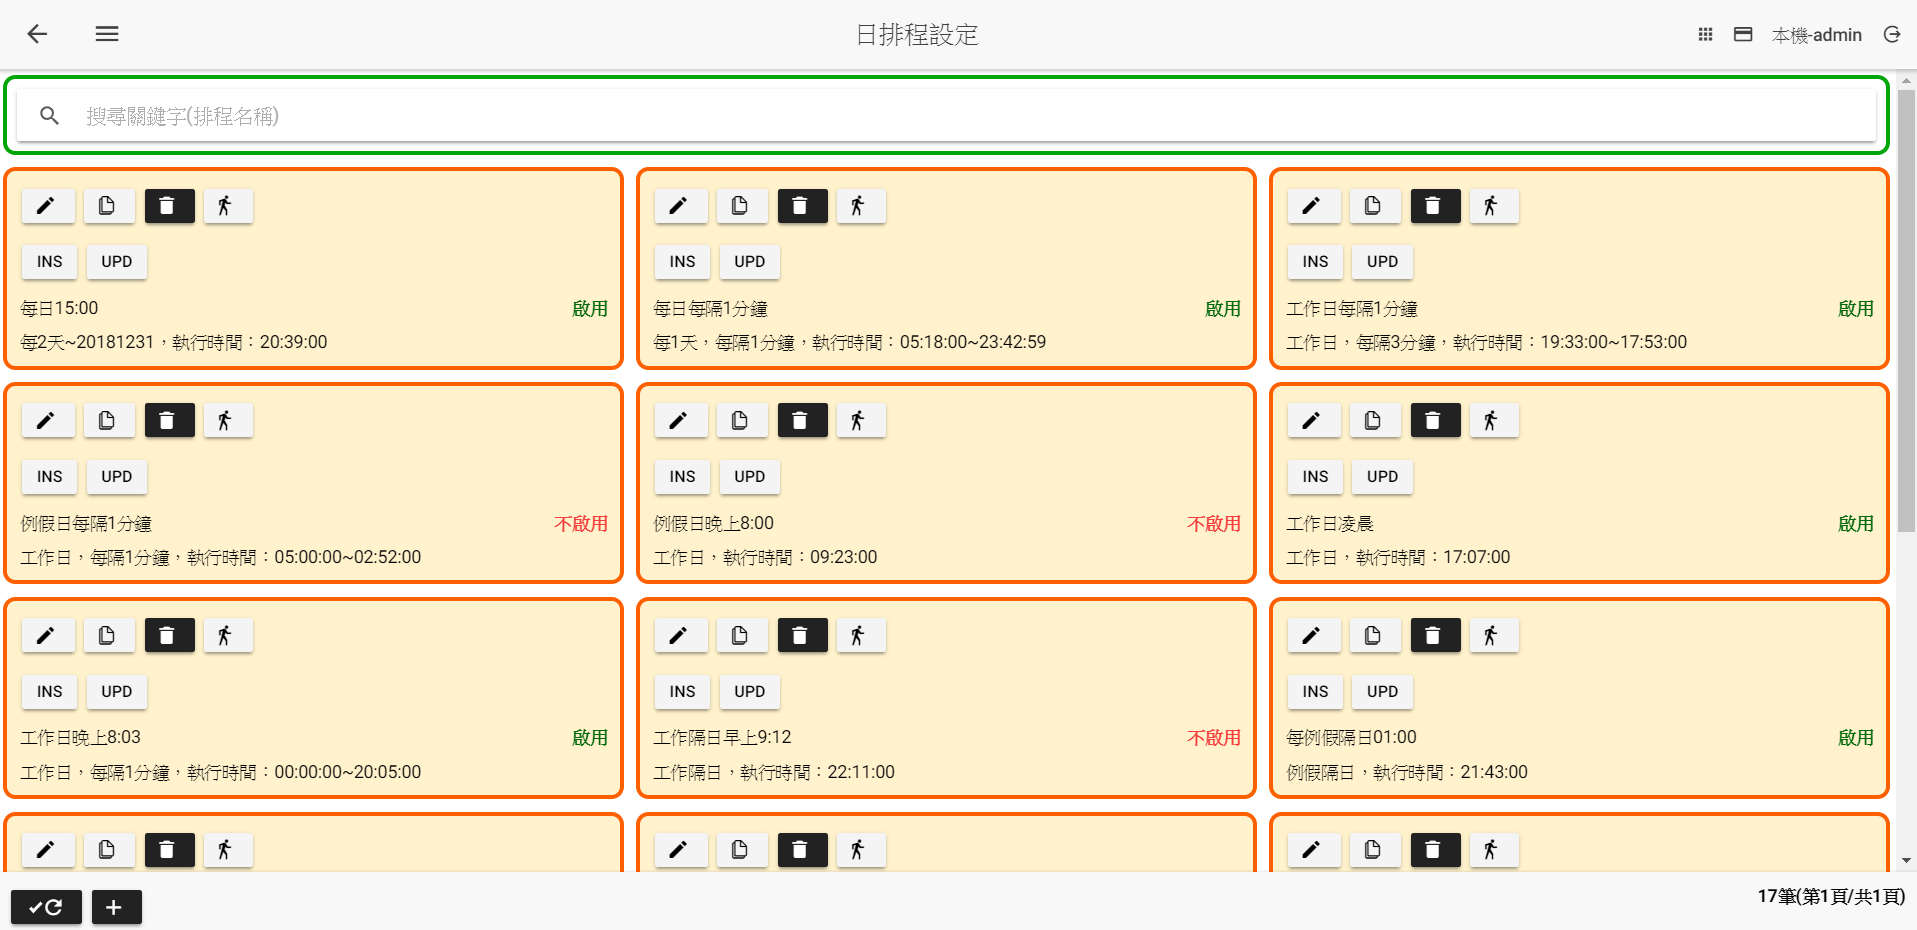 日排程設定
本機-admin
搜尋關鍵字(排程名稱)
INS UPD
每日15:00 啟用
每2天~20181231，執行時間：20:39:00
INS UPD
每日每隔1分鐘 啟用
每1天，每隔1分鐘，執行時間：05:18:00~23:42:59
INS UPD
工作日每隔1分鐘 啟用
工作日，每隔3分鐘，執行時間：19:33:00~17:53:00
INS UPD
例假日每隔1分鐘 不啟用
工作日，每隔1分鐘，執行時間：05:00:00~02:52:00
INS UPD
例假日晚上8:00 不啟用
工作日，執行時間：09:23:00
INS UPD
工作日凌晨 啟用
工作日，執行時間：17:07:00
INS UPD
工作日晚上8:03 啟用
工作日，每隔1分鐘，執行時間：00:00:00~20:05:00
INS UPD
工作隔日早上9:12 不啟用
工作隔日，執行時間：22:11:00
INS UPD
每例假隔日01:00 啟用
例假隔日，執行時間：21:43:00
17筆(第1頁/共1頁)